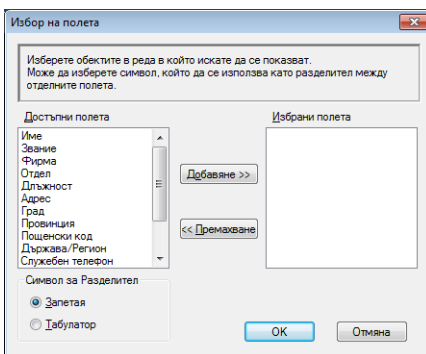 Избор на полета
Изберете обектите в реда в който искате да се показват.
Може да изберете символ, който да се използва като разделител между
отделните полета.
Достъпни полета
Избрани полета
Име
Звание
Фирма
Отдел
Длъжност
Адрес
Град
Провинция
Пощенски код
Държава/Регион
Служебен телефон
Добавяне >>
<< Премахване
Символ за Разделител
Запетая
Табулатор
OK
Отмяна